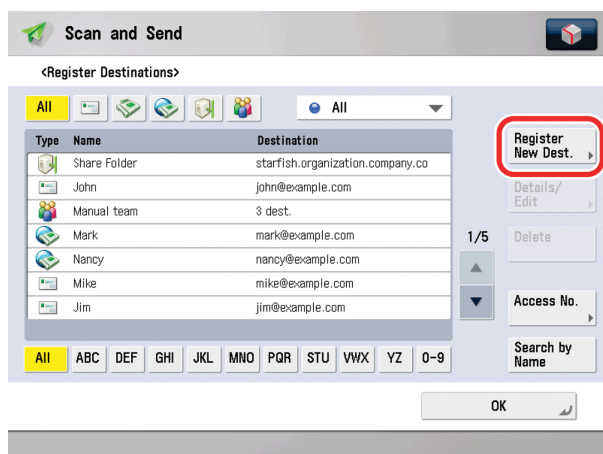 Scan and Send
<Register Destinations>
All
All
Type Name Destination
Share Folder starfish.organization.company.co
John john@example.com
Manual team 3 dest.
Mark mark@example.com
Nancy nancy@example.com
Mike mike@example.com
Jim jim@example.com
1/5
Register
New Dest.
Details/
Edit
Delete
Access No.
Search by
Name
All ABC DEF GHI JKL MNO PQR STU VWX YZ 0-9
OK